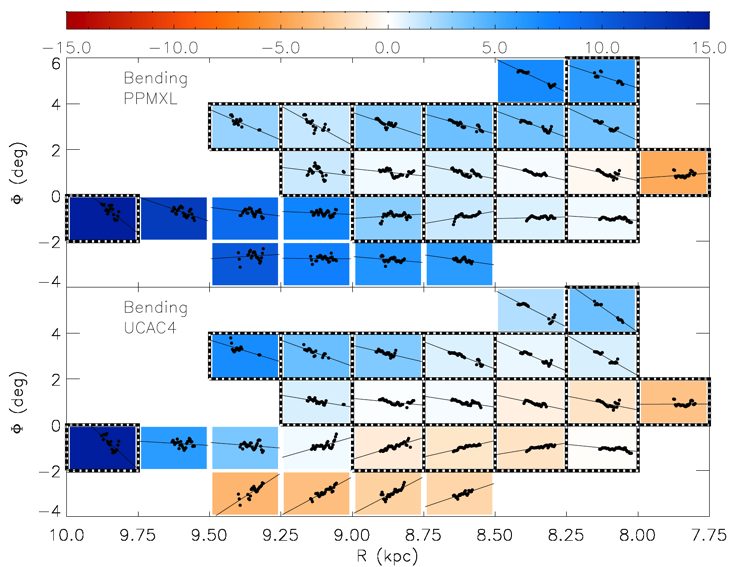 -15.0 -10.0 -5.0 0.0 5.0 10.0 15.0
6
Bending
PPMXL
4
2
0
-2
-4
Φ (deg)
Bending
UCAC4
4
2
0
-2
-4
Φ (deg)
10.0 9.75 9.50 9.25 9.00 8.75 8.50 8.25 8.00 7.75
R (kpc)